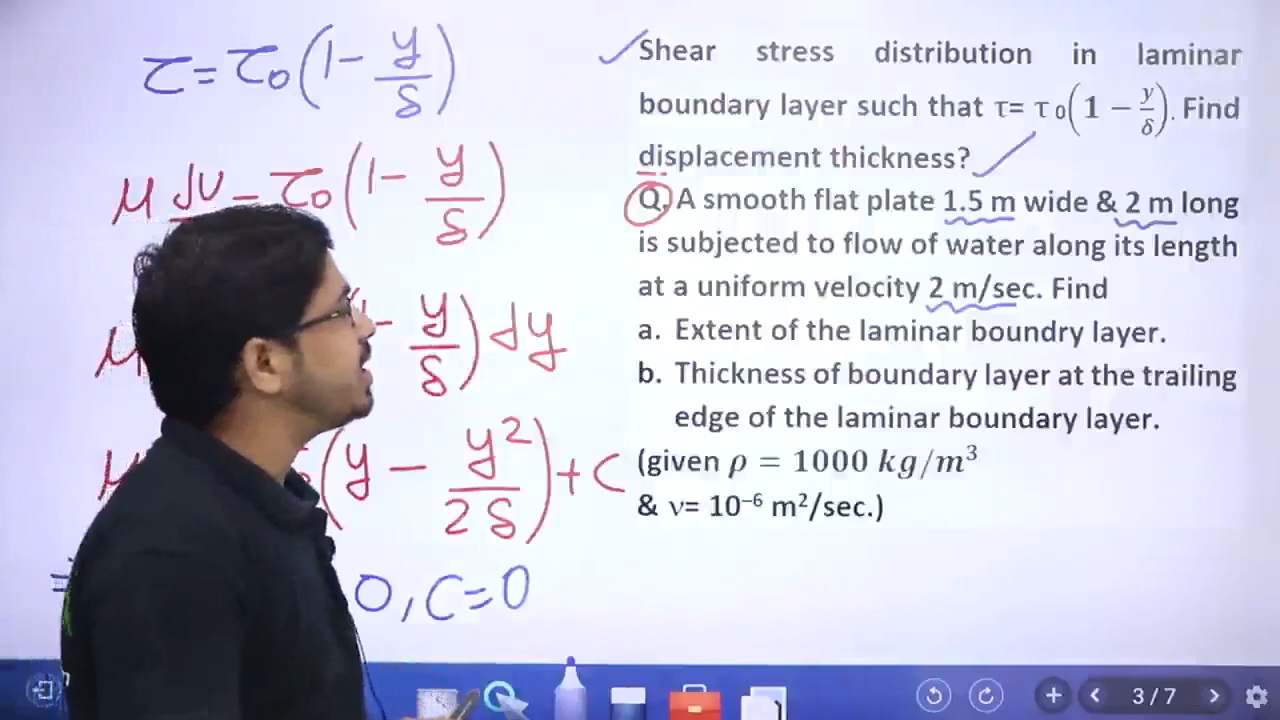 τ = τ₀(1 - y/δ)
μ du = τ₀(1 - y/δ)
μ - y/δ) dy
μ (y - y²/2δ) + C
= 0, C = 0
Shear stress distribution in laminar
boundary layer such that τ= τ₀(1 − y/δ). Find
displacement thickness?
Q. A smooth flat plate 1.5 m wide & 2 m long
is subjected to flow of water along its length
at a uniform velocity 2 m/sec. Find
a. Extent of the laminar boundry layer.
b. Thickness of boundary layer at the trailing
edge of the laminar boundary layer.
(given ρ = 1000 kg/m³
& ν= 10⁻⁶ m²/sec.)
3 / 7